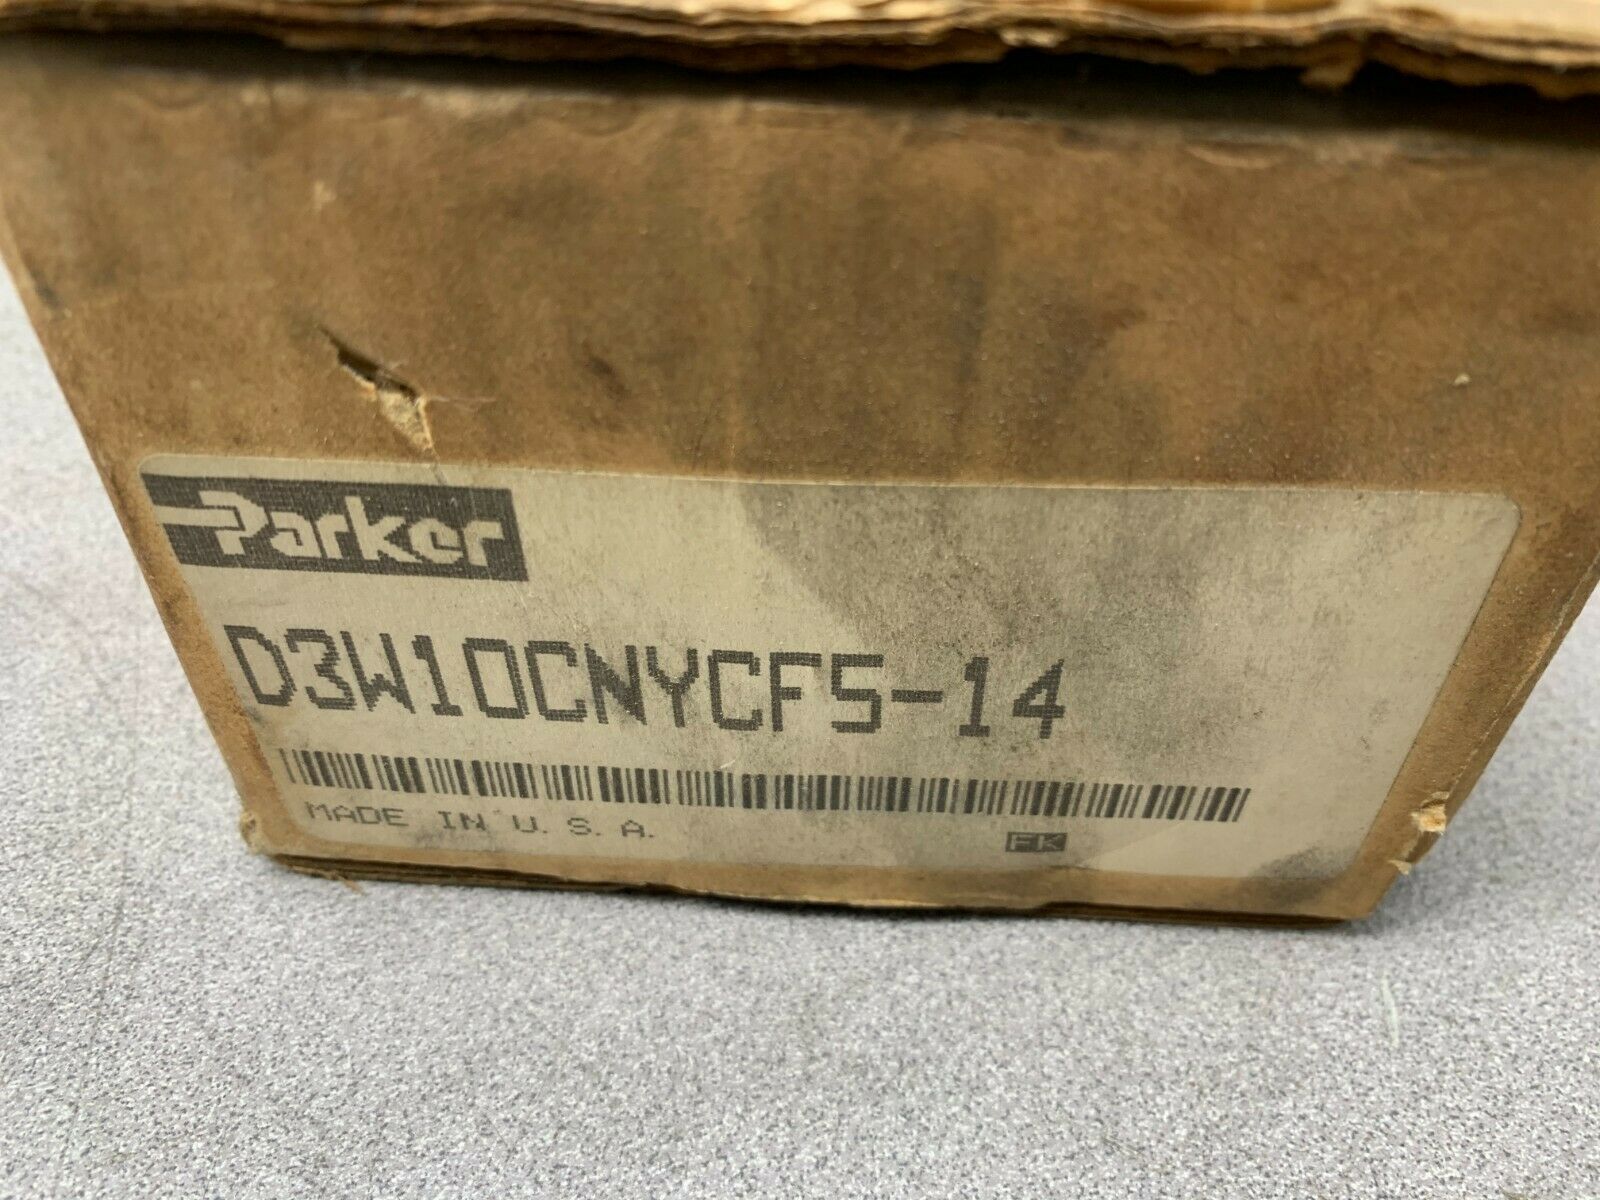 Parker
D3W10CNYCF5-14
MADE IN U.S.A.
FK